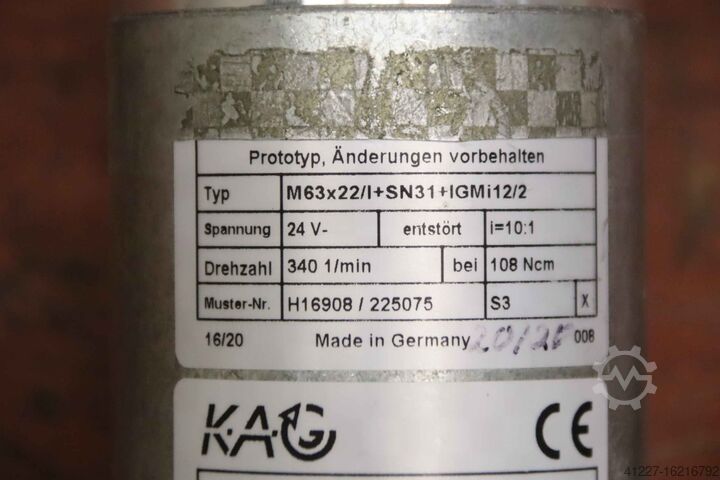 Prototyp, Änderungen vorbehalten
Typ M63x22/I+SN31+IGMi12/2
Spannung 24 V- entstört i=10:1
Drehzahl 340 1/min bei 108 Ncm
Muster-Nr. H16908 / 225075 S3 X
16/20 Made in Germany 008
KAG CE
41227-16216792